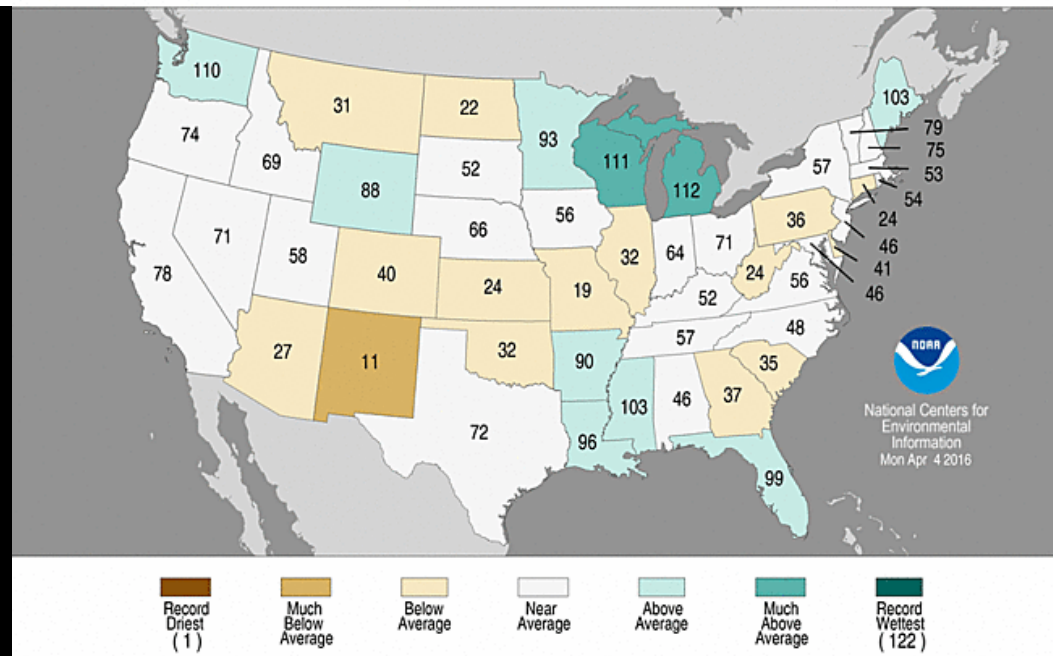 110
103
31
22
93
79
74
111
75
57
69
52
53
112
88
54
56
36
24
71
66
71
46
58
32
64
24
78
40
24
19
56
41
52
46
57
48
27
11
32
90
35
37
103
46
72
96
99
NOAA
National Centers for
Environmental
Information
Mon Apr 4 2016
Record
Driest
(1)
Much
Below
Average
Below
Average
Near
Average
Above
Average
Much
Above
Average
Record
Wettest
(122)